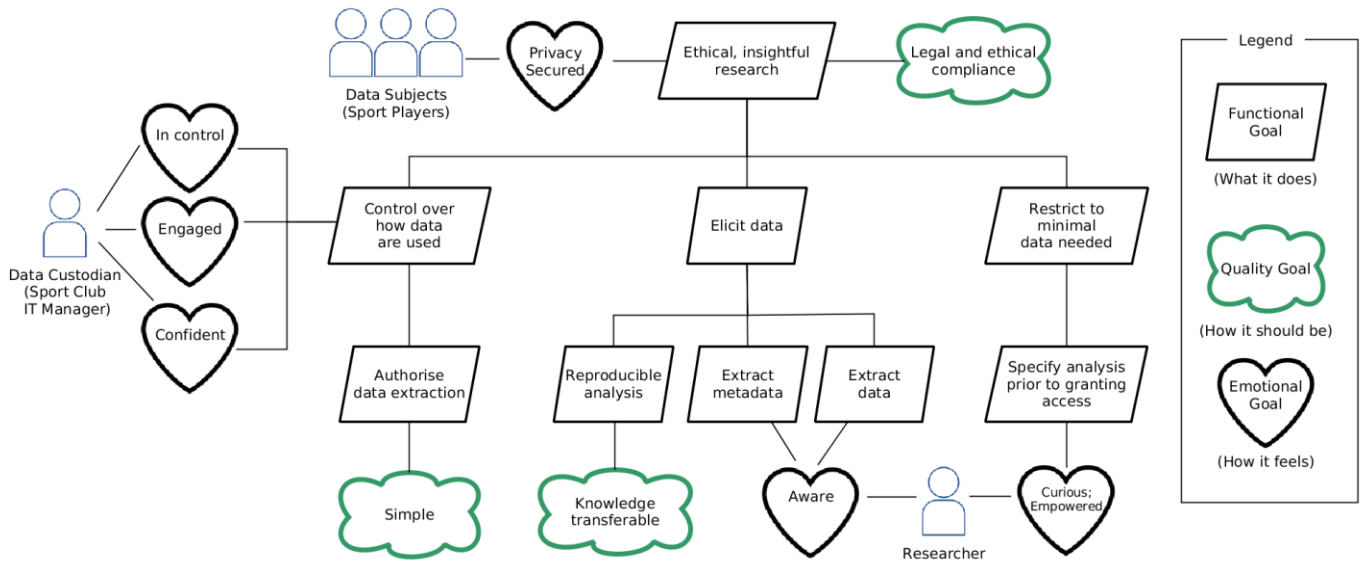 Privacy
Secured
Ethical, insightful
research
Legal and ethical
compliance
Legend
Data Subjects
(Sport Players)
Functional
Goal
(What it does)
In control
Engaged
Confident
Data Custodian
(Sport Club
IT Manager)
Control over
how data
are used
Elicit data
Restrict to
minimal
data needed
Quality Goal
(How it should be)
Authorise
data extraction
Reproducible
analysis
Extract
metadata
Extract
data
Specify analysis
prior to granting
access
Emotional
Goal
(How it feels)
Simple
Knowledge
transferable
Aware
Researcher
Curious;
Empowered